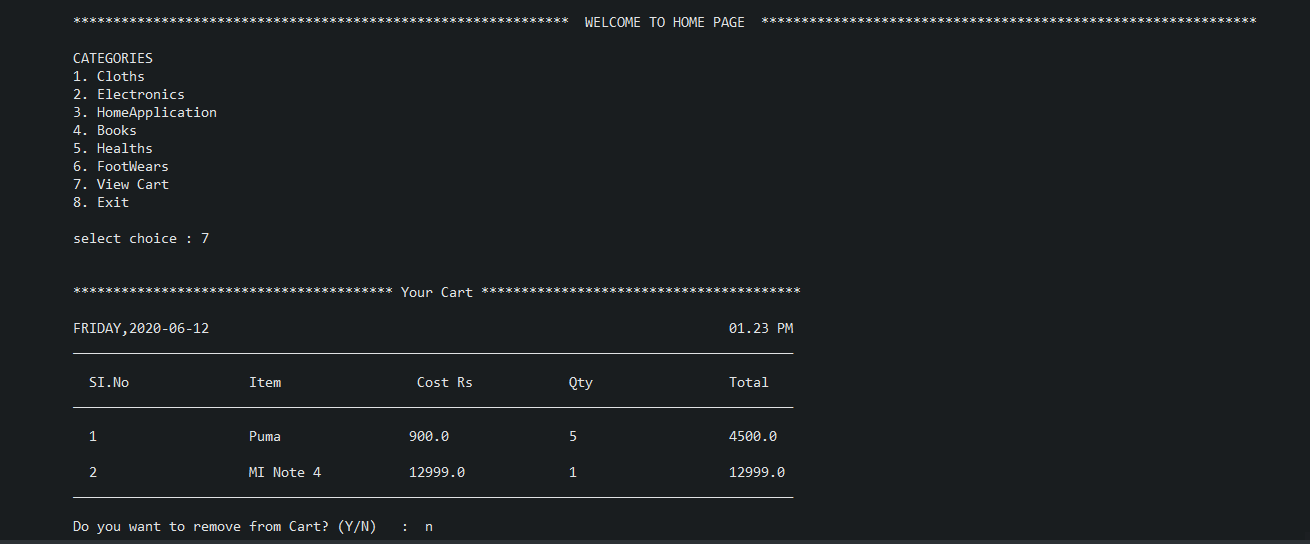 ************************************************************** WELCOME TO HOME PAGE **************************************************************
CATEGORIES
1. Cloths
2. Electronics
3. HomeApplication
4. Books
5. Healths
6. FootWears
7. View Cart
8. Exit
select choice : 7
**************************************** Your Cart ****************************************
FRIDAY,2020-06-12 01.23 PM
SI.No Item Cost Rs Qty Total
1 Puma 900.0 5 4500.0
2 MI Note 4 12999.0 1 12999.0
Do you want to remove from Cart? (Y/N) : n